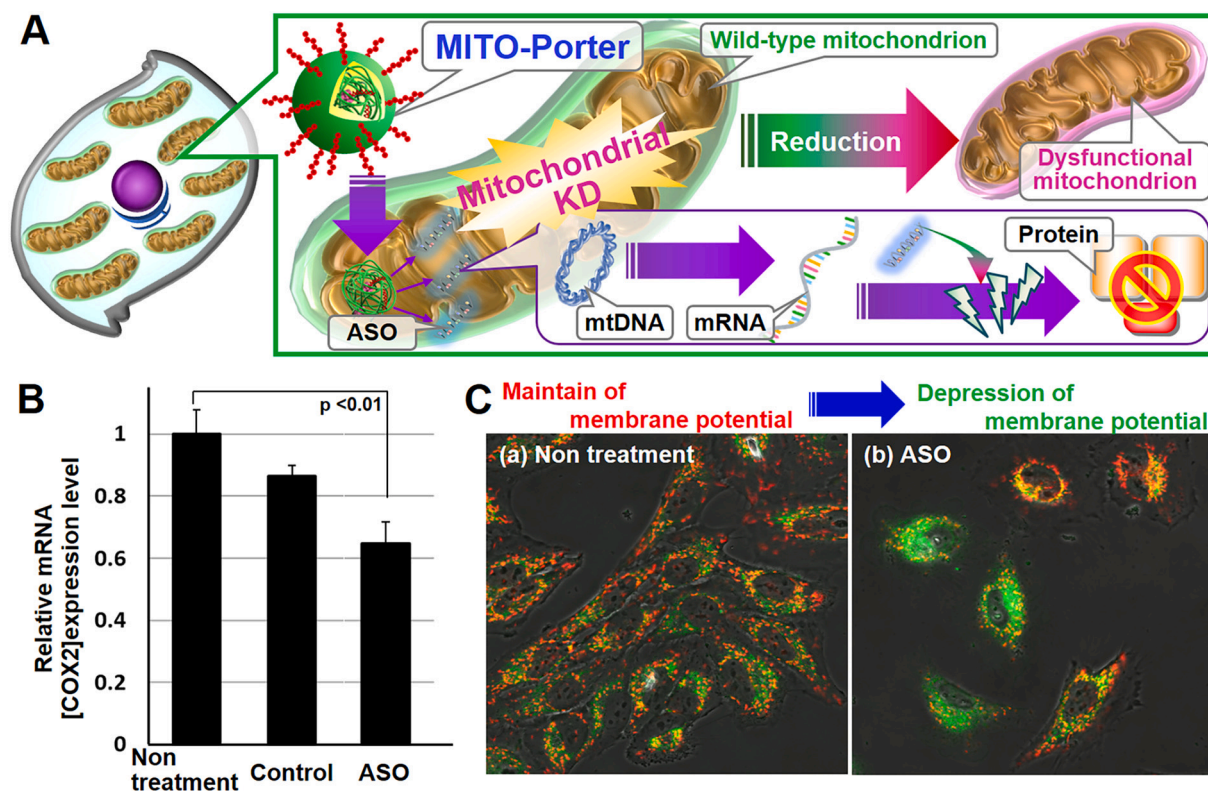 A
MITO-Porter
Wild-type mitochondrion
Mitochondrial
KD
Reduction
Dysfunctional
mitochondrion
ASO
mtDNA
mRNA
Protein
B
Relative mRNA
[COX2]expression level
p <0.01
1
0.8
0.6
0.4
0.2
0
Non
treatment
Control
ASO
C
Maintain of
membrane potential
Depression of
membrane potential
(a) Non treatment
(b) ASO